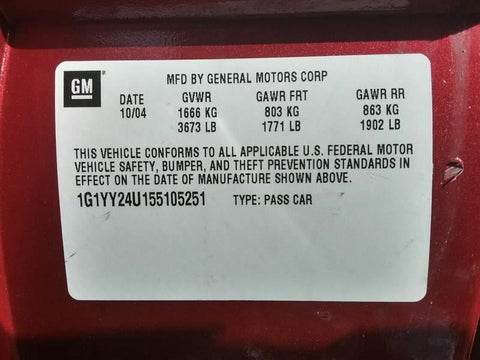 GM
MFD BY GENERAL MOTORS CORP
DATE GVWR GAWR FRT GAWR RR
10/04 1666 KG 803 KG 863 KG
3673 LB 1771 LB 1902 LB
THIS VEHICLE CONFORMS TO ALL APPLICABLE U.S. FEDERAL MOTOR
VEHICLE SAFETY, BUMPER, AND THEFT PREVENTION STANDARDS IN
EFFECT ON THE DATE OF MANUFACTURE SHOWN ABOVE.
1G1YY24U155105251 TYPE: PASS CAR